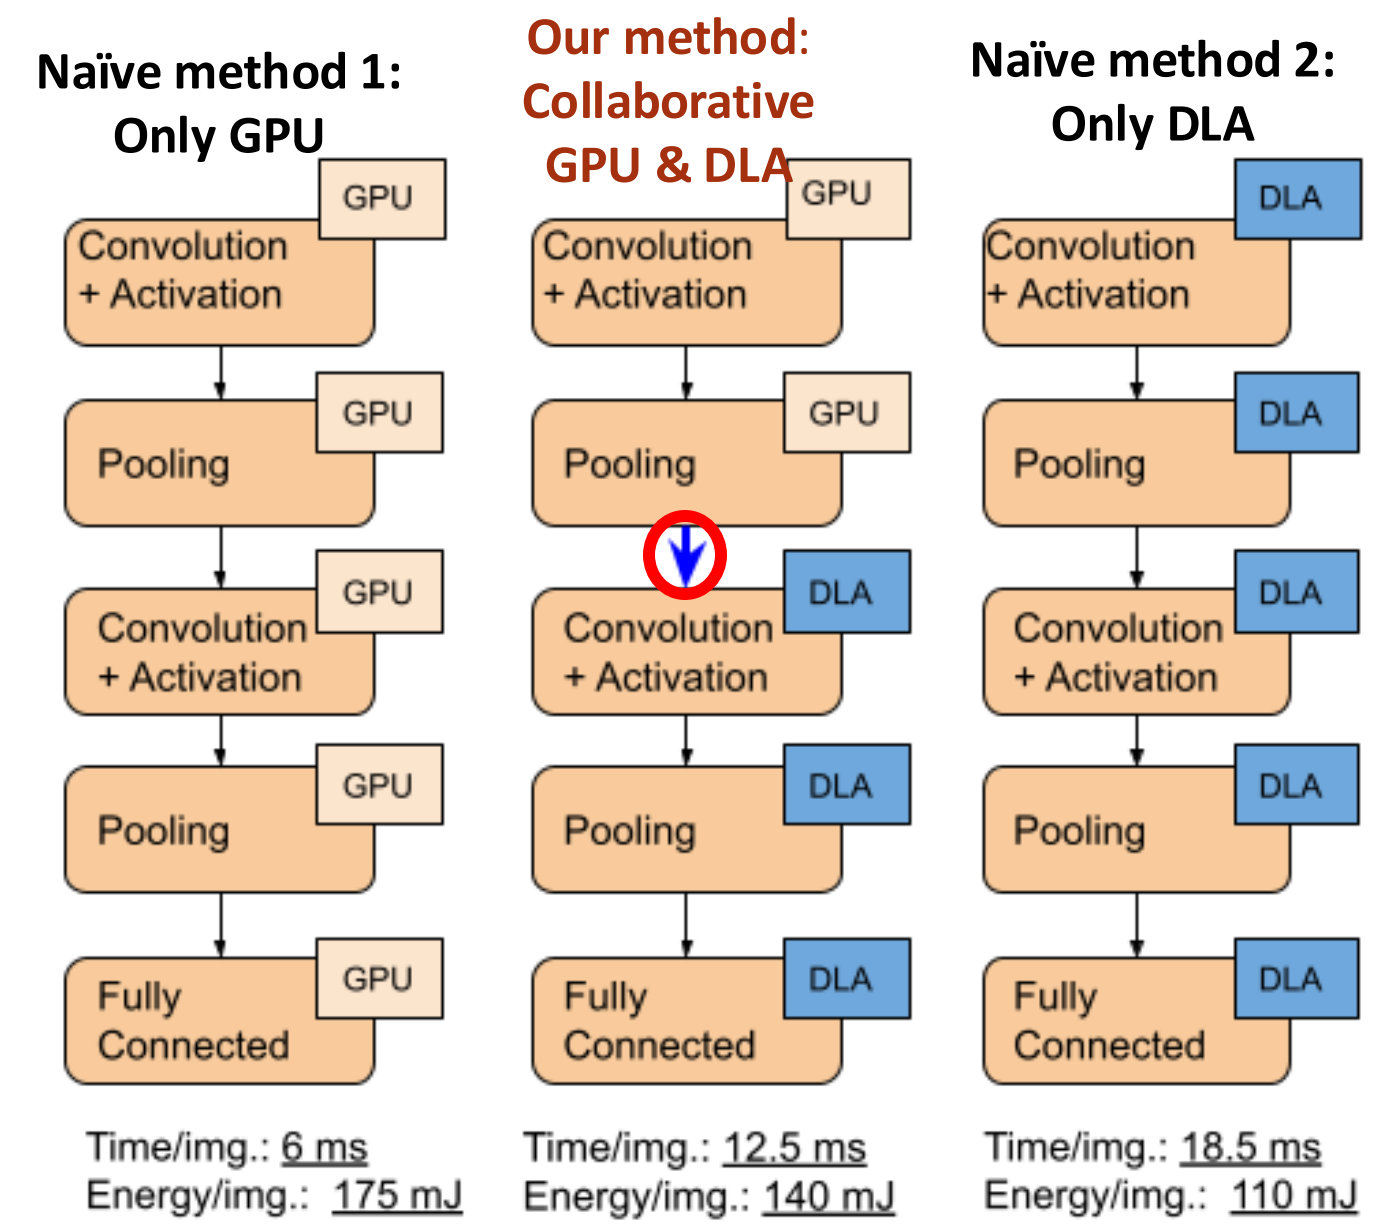 Naïve method 1:
Only GPU
GPU
Convolution
+ Activation
GPU
Pooling
GPU
Convolution
+ Activation
GPU
Pooling
GPU
Fully
Connected
Time/img.: 6 ms
Energy/img.: 175 mJ
Our method:
Collaborative
GPU & DLA
GPU
Convolution
+ Activation
GPU
Pooling
DLA
Convolution
+ Activation
DLA
Pooling
DLA
Fully
Connected
Time/img.: 12.5 ms
Energy/img.: 140 mJ
Naïve method 2:
Only DLA
DLA
Convolution
+ Activation
DLA
Pooling
DLA
Convolution
+ Activation
DLA
Pooling
DLA
Fully
Connected
Time/img.: 18.5 ms
Energy/img.: 110 mJ